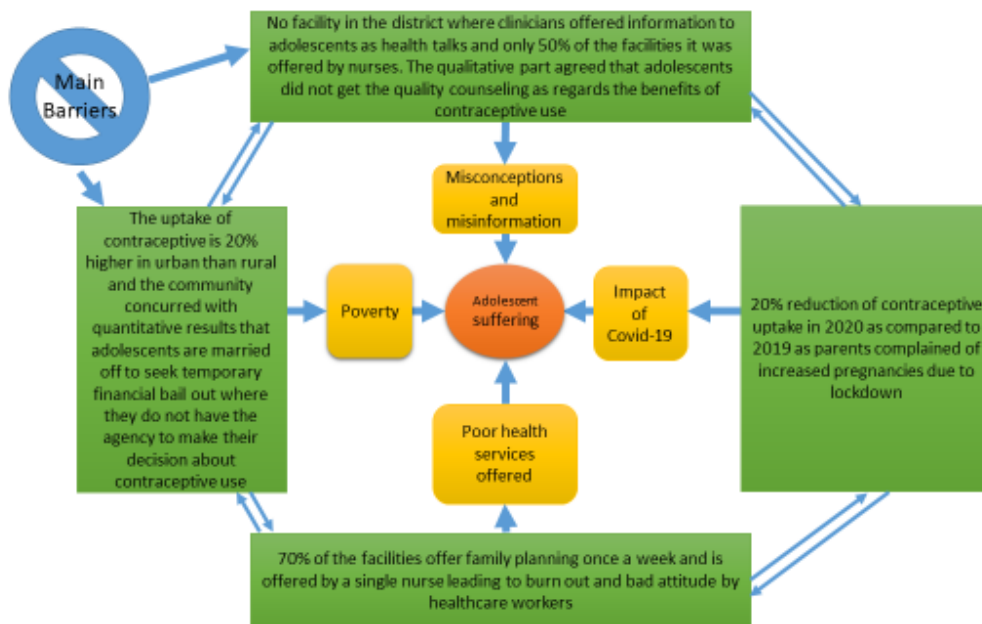 No facility in the district where clinicians offered information to
adolescents as health talks and only 50% of the facilities it was
offered by nurses. The qualitative part agreed that adolescents
did not get the quality counseling as regards the benefits of
contraceptive use
Main
Barriers
Misconceptions
and
misinformation
The uptake of
contraceptive is 20%
higher in urban than rural
and the community
concurred with
quantitative results that
adolescents are married
off to seek temporary
financial bail out where
they do not have the
agency to make their
decision about
contraceptive use
Poverty
Adolescent
suffering
Impact
of
Covid-19
20% reduction of contraceptive
uptake in 2020 as compared to
2019 as parents complained of
increased pregnancies due to
lockdown
Poor health
services
offered
70% of the facilities offer family planning once a week and is
offered by a single nurse leading to burn out and bad attitude by
healthcare workers